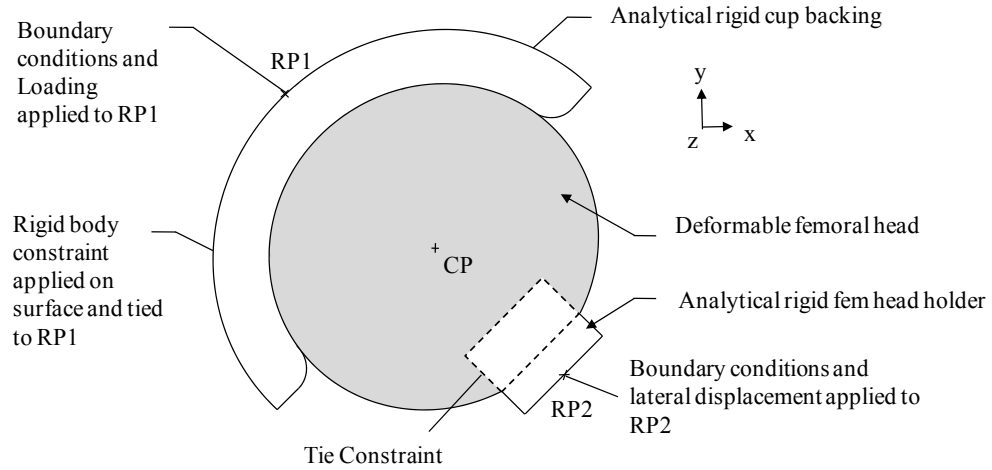 Boundary
conditions and
Loading
applied to RP1
RP1
Analytical rigid cup backing
y
z
x
Rigid body
constraint
applied on
surface and tied
to RP1
Deformable femoral head
CP
Analytical rigid fem head holder
Boundary conditions and
lateral displacement applied to
RP2
RP2
Tie Constraint